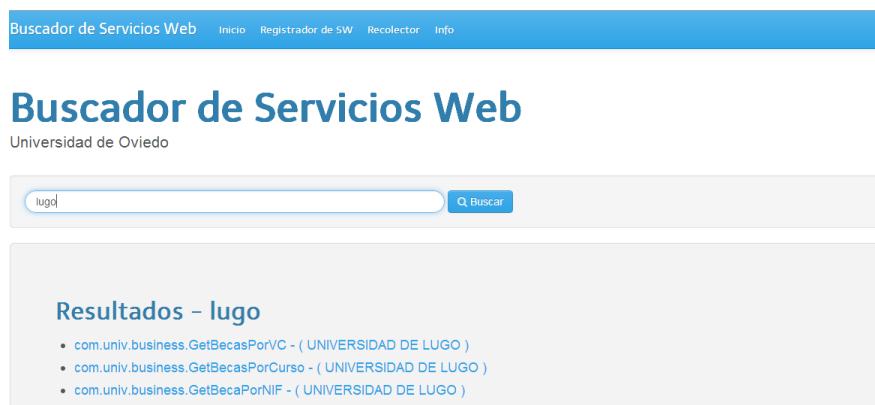 Buscador de Servicios Web Inicio Registrador de SW Recolector Info
Buscador de Servicios Web
Universidad de Oviedo
lugo Buscar
Resultados - lugo
com.univ.business.GetBecasPorVC - ( UNIVERSIDAD DE LUGO )
com.univ.business.GetBecasPorCurso - ( UNIVERSIDAD DE LUGO )
com.univ.business.GetBecaPorNIF - ( UNIVERSIDAD DE LUGO )